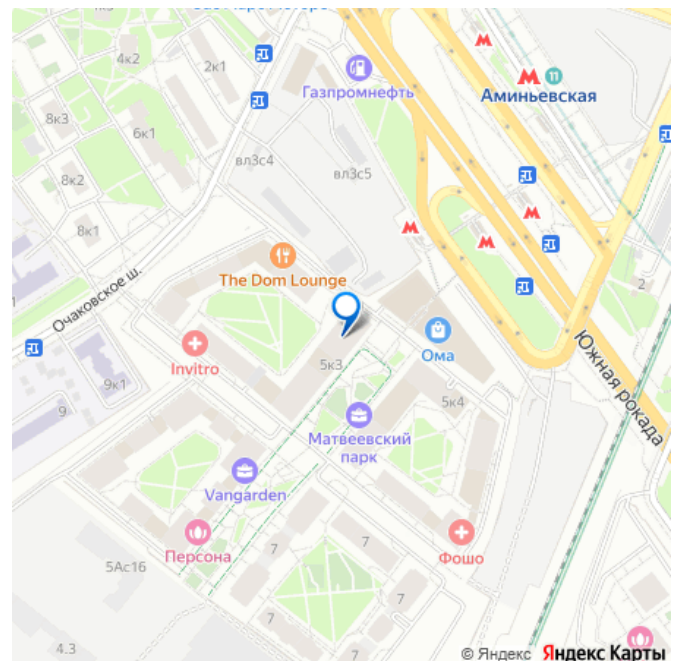 4к2
2к1
Газпромнефть
М
М
11
Аминьевская
8к3
6к1
вл3с4
вл3с5
8к2
М
М
8к1
М
The Dom Lounge
2
Очаковское ш.
Ома
Южная рокада
Invitro
5к3
9к1
9
5к4
Матвеевский
парк
Vangarden
Персона
7
7
Фошо
5Ас16
7
7
7
4.3
© Яндекс Яндекс Карты